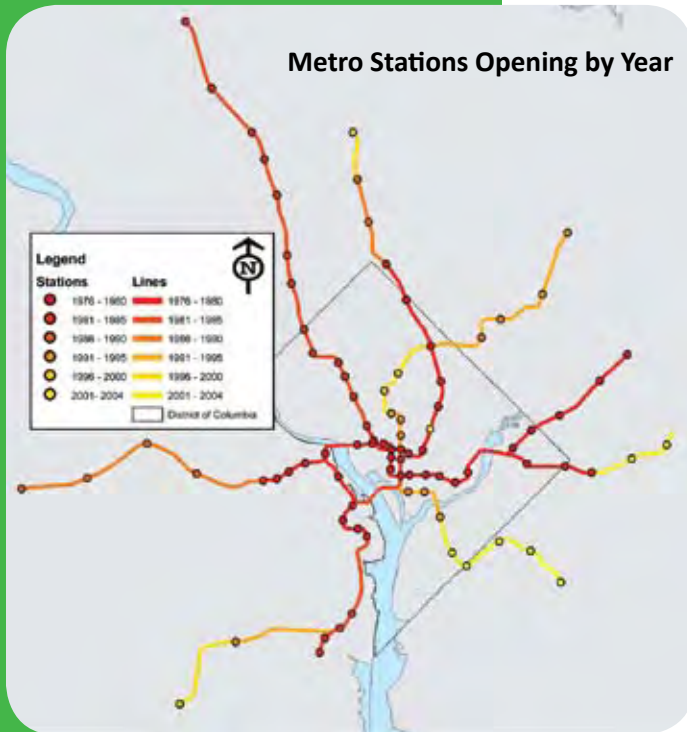 Metro Stations Opening by Year
N
Legend
Stations Lines
1976 - 1980 1976 - 1980
1981 - 1985 1981 - 1985
1986 - 1990 1986 - 1990
1991 - 1995 1991 - 1995
1996 - 2000 1996 - 2000
2001 - 2004 2001 - 2004
District of Columbia